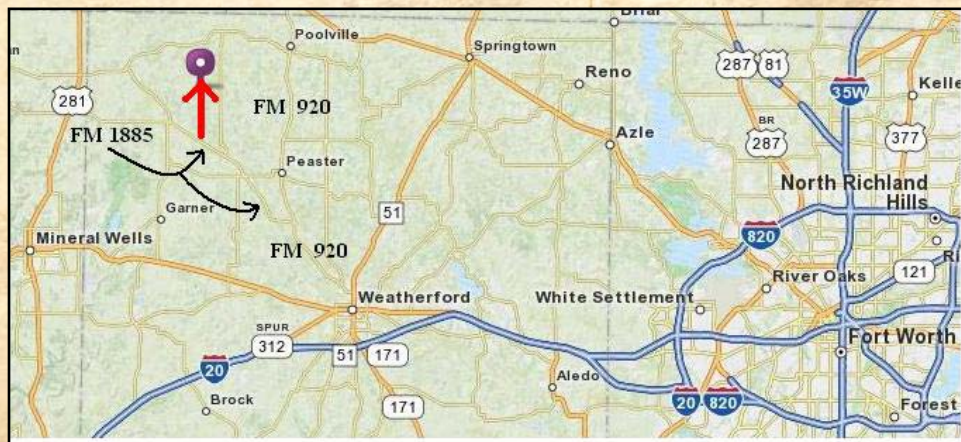 Briar
Poolville
Springtown
Reno
287 81
35W
Kelle
281
FM 920
FM 1885
Azle
BR
287
377
Peaster
North Richland
Hills
Garner
51
Mineral Wells
FM 920
820
Ri
121
River Oaks
Weatherford
White Settlement
SPUR
312
51 171
Fort Worth
20
Aledo
Brock
171
20 820
Forest